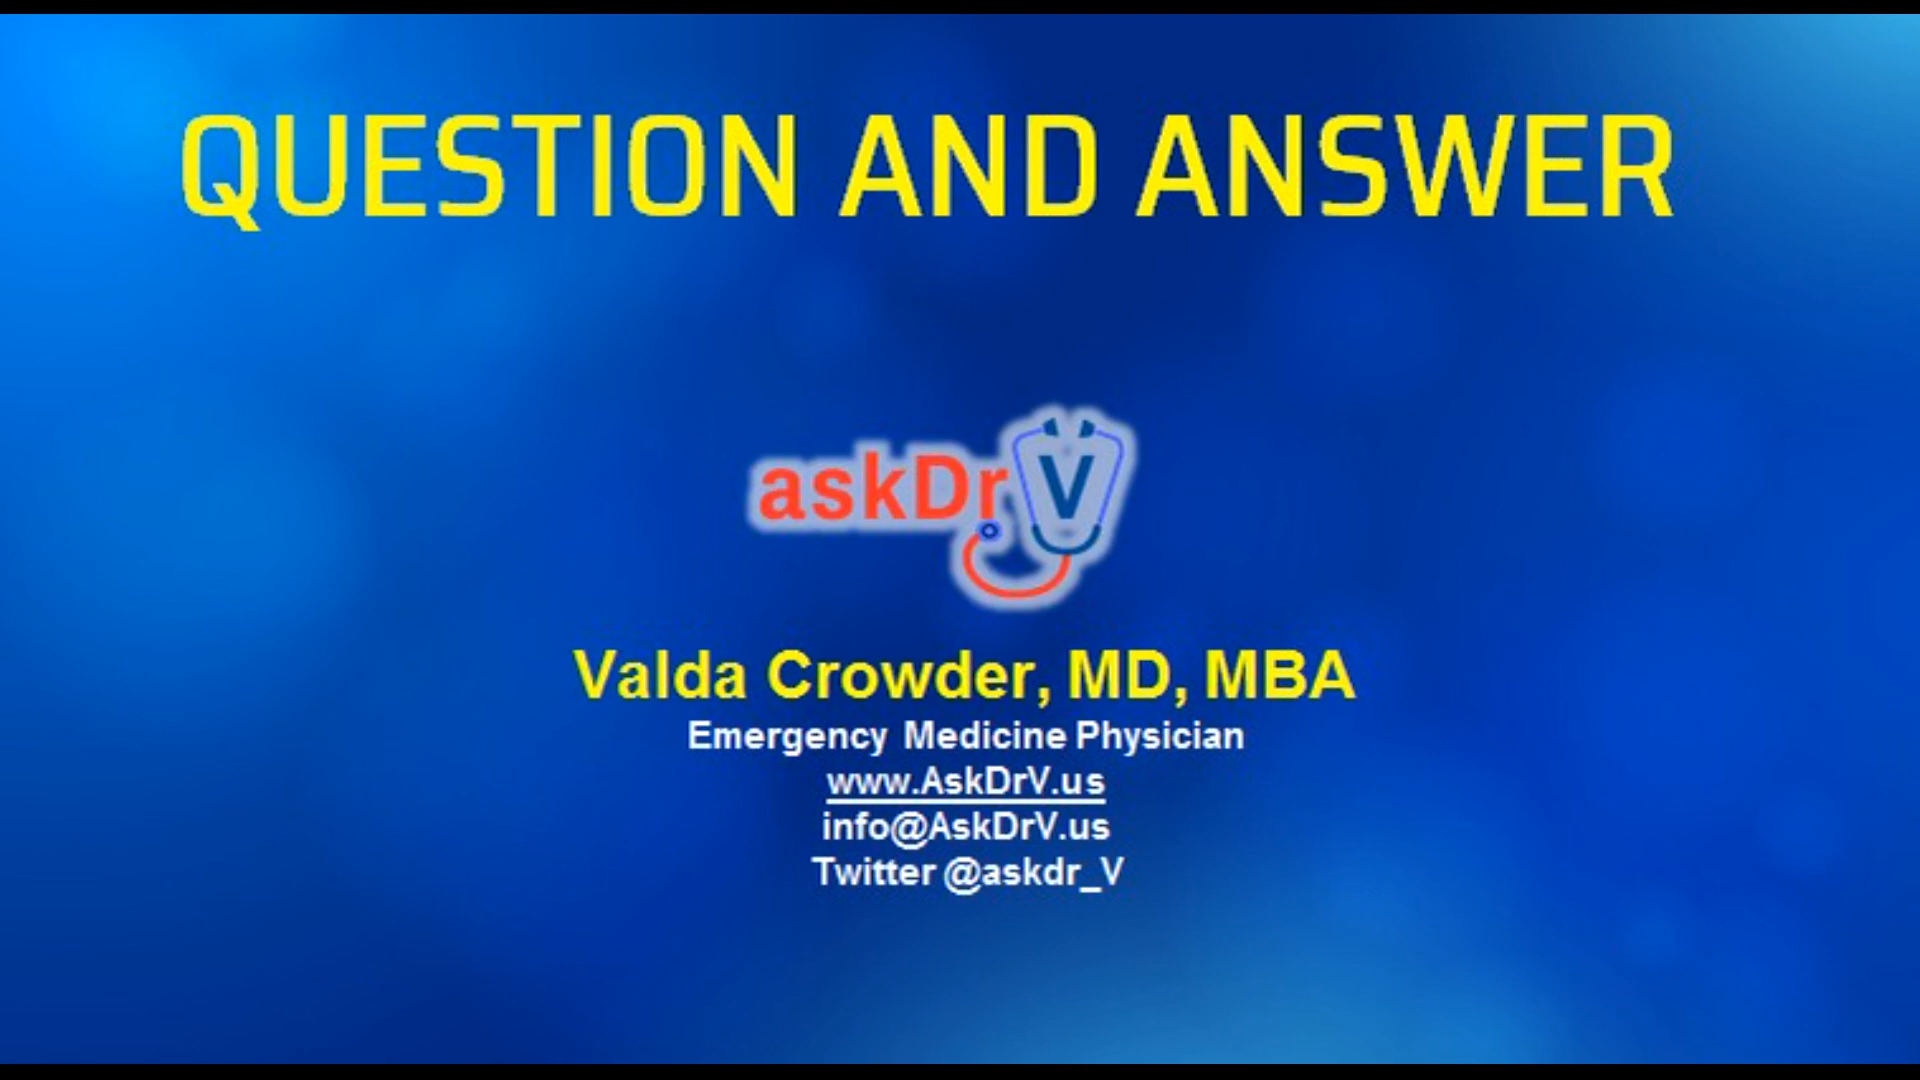 QUESTION AND ANSWER
askDrV
Valda Crowder, MD, MBA
Emergency Medicine Physician
www.AskDrV.us
info@AskDrV.us
Twitter @askdr_V